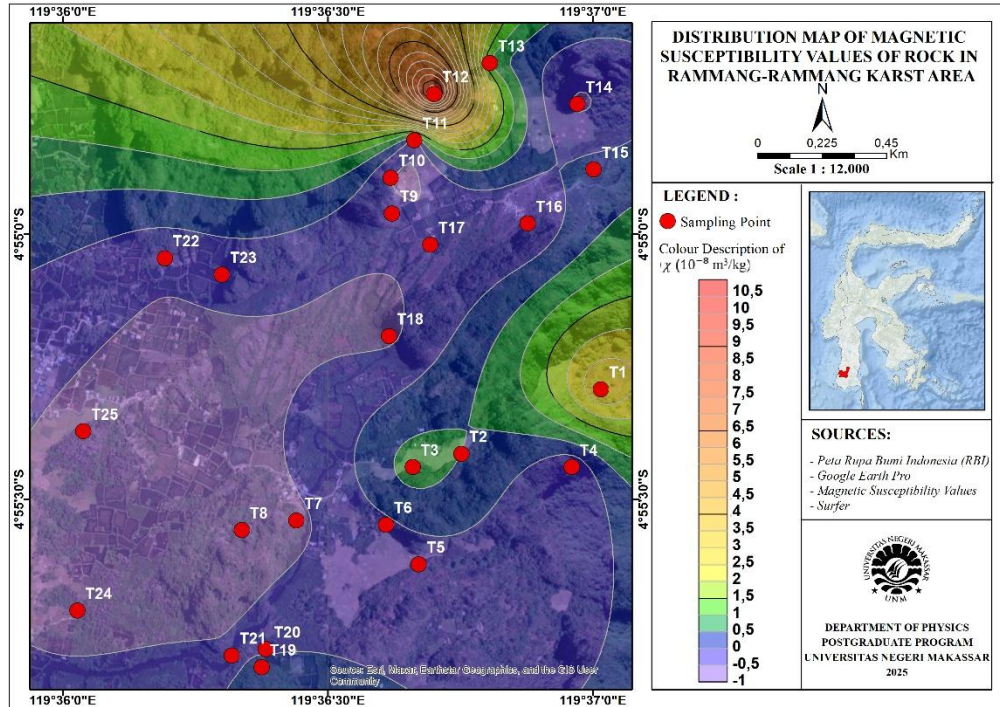 119°36'0"E
119°36'30"E
119°37'0"E
4°55'0"S
4°55'30"S
4°55'0"S
4°55'30"S
119°36'0"E
119°36'30"E
119°37'0"E
T13
T12
T14
T11
T15
T10
T9
T16
T17
T22
T23
T18
T1
T25
T2
T3
T4
T7
T6
T8
T5
T24
T20
T21
T19
Source: Esri, Maxar, Earthstar Geographics, and the GIS User
Community
DISTRIBUTION MAP OF MAGNETIC
SUSCEPTIBILITY VALUES OF ROCK IN
RAMMANG-RAMMANG KARST AREA
N
0 0,225 0,45
Km
Scale 1 : 12.000
LEGEND :
Sampling Point
Colour Description of
χ (10⁻⁸ m³/kg)
10,5
10
9,5
9
8,5
8
7,5
7
6,5
6
5,5
5
4,5
4
3,5
3
2,5
2
1,5
1
0,5
0
-0,5
-1
SOURCES:
- Peta Rupa Bumi Indonesia (RBI)
- Google Earth Pro
- Magnetic Susceptibility Values
- Surfer
UNIVERSITAS NEGERI MAKASSAR
UNM
DEPARTMENT OF PHYSICS
POSTGRADUATE PROGRAM
UNIVERSITAS NEGERI MAKASSAR
2025